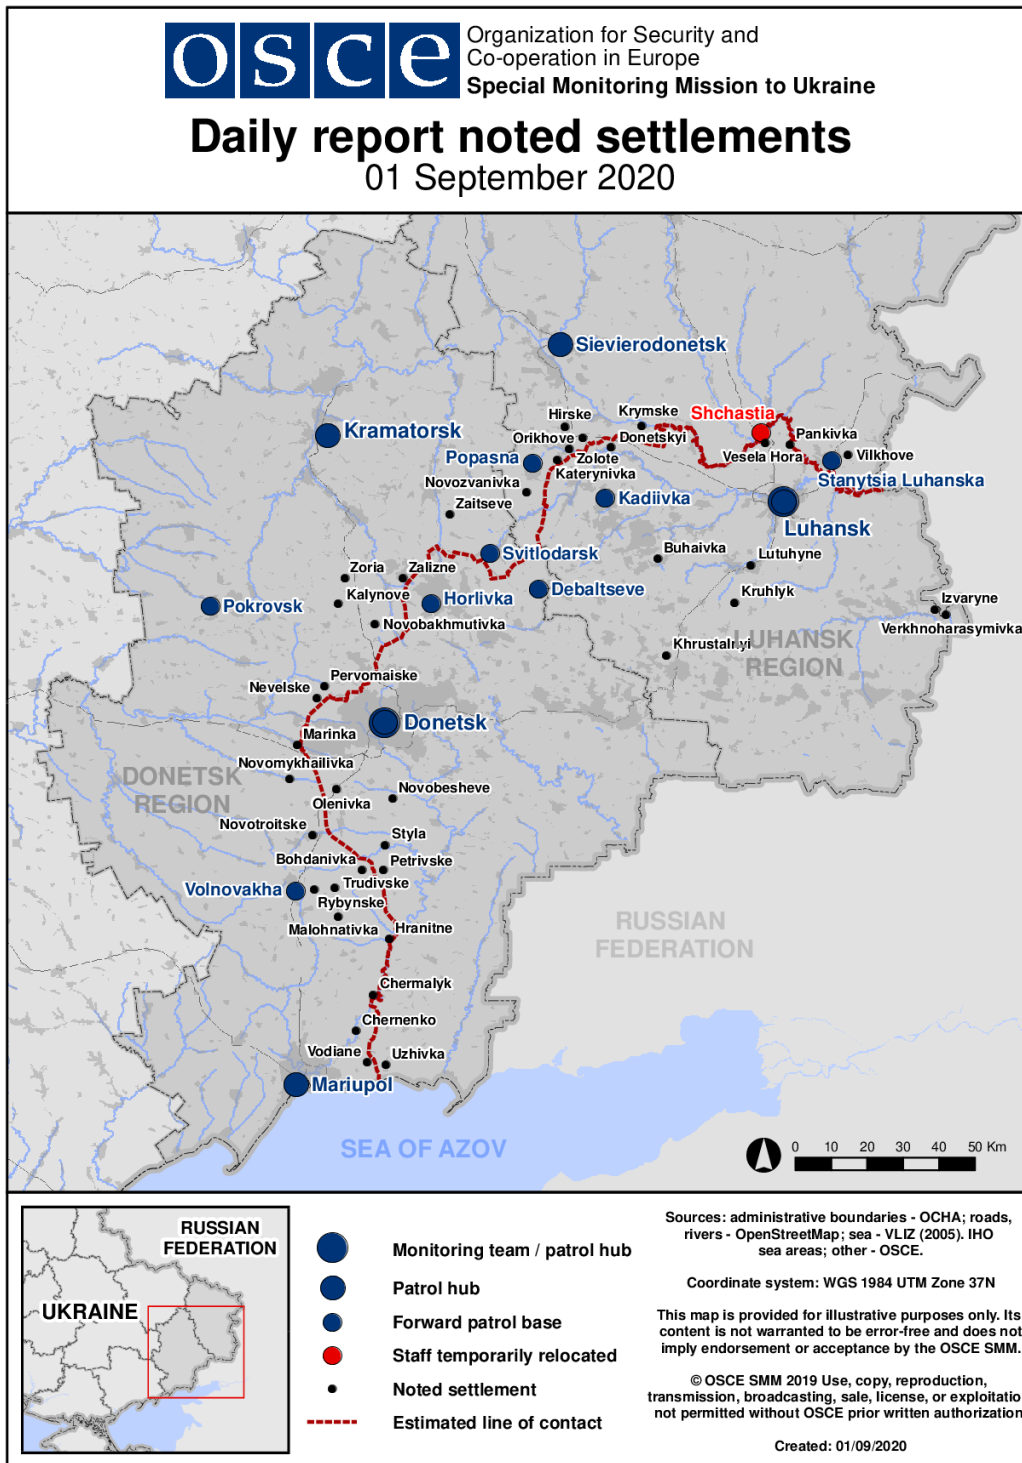 osce
Organization for Security and
Co-operation in Europe
Special Monitoring Mission to Ukraine
Daily report noted settlements
01 September 2020
Sievierodonetsk
Shchastia
Hirske
Krymske
Kramatorsk
Orikhove
Donetskyi
Pankivka
Popasna
Zolote
Vesela Hora
Vilkhove
Katerynivka
Novozvanivka
Stanytsia Luhanska
Kadiivka
Zaitseve
Luhansk
Svitlodarsk
Buhaivka
Lutuhyne
Zoria
Zalizne
Debaltseve
Kalynove
Horlivka
Kruhlyk
Izvaryne
Pokrovsk
Novobakhmutivka
Verkhnoharasymivka
Khrustalnyi
LUHANSK
REGION
Pervomaiske
Nevelske
Donetsk
Marinka
Novomykhailivka
DONETSK
REGION
Novobesheve
Olenivka
Novotroitske
Styla
Bohdanivka
Petrivske
Volnovakha
Trudivske
Rybynske
Malohnativka
Hranitne
RUSSIAN
FEDERATION
Chermalyk
Chernenko
Vodiane
Uzhivka
Mariupol
SEA OF AZOV
0 10 20 30 40 50 Km
RUSSIAN
FEDERATION
UKRAINE
Monitoring team / patrol hub
Patrol hub
Forward patrol base
Staff temporarily relocated
Noted settlement
Estimated line of contact
Sources: administrative boundaries - OCHA; roads,
rivers - OpenStreetMap; sea - VLIZ (2005). IHO
sea areas; other - OSCE.
Coordinate system: WGS 1984 UTM Zone 37N
This map is provided for illustrative purposes only. Its
content is not warranted to be error-free and does not
imply endorsement or acceptance by the OSCE SMM.
© OSCE SMM 2019 Use, copy, reproduction,
transmission, broadcasting, sale, license, or exploitatio
not permitted without OSCE prior written authorization
Created: 01/09/2020